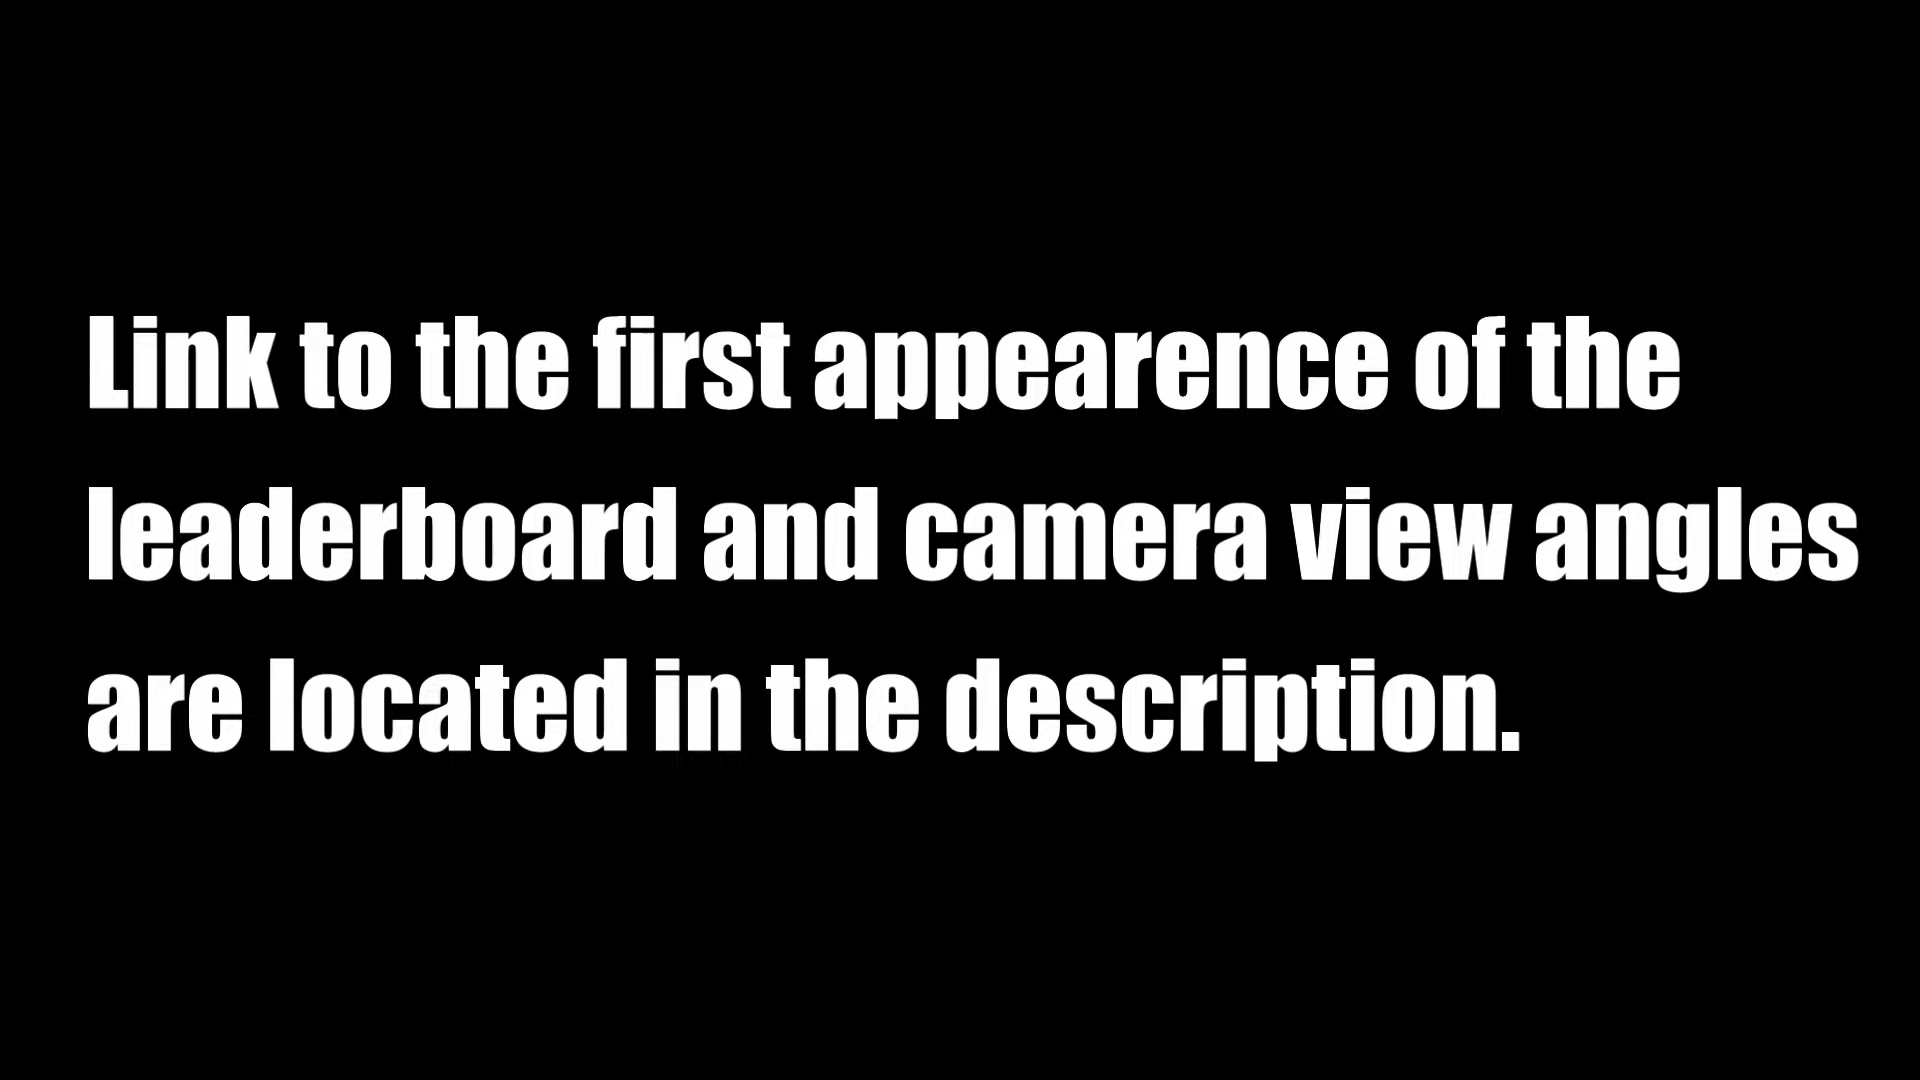 Link to the first appearence of the
leaderboard and camera view angles
are located in the description.